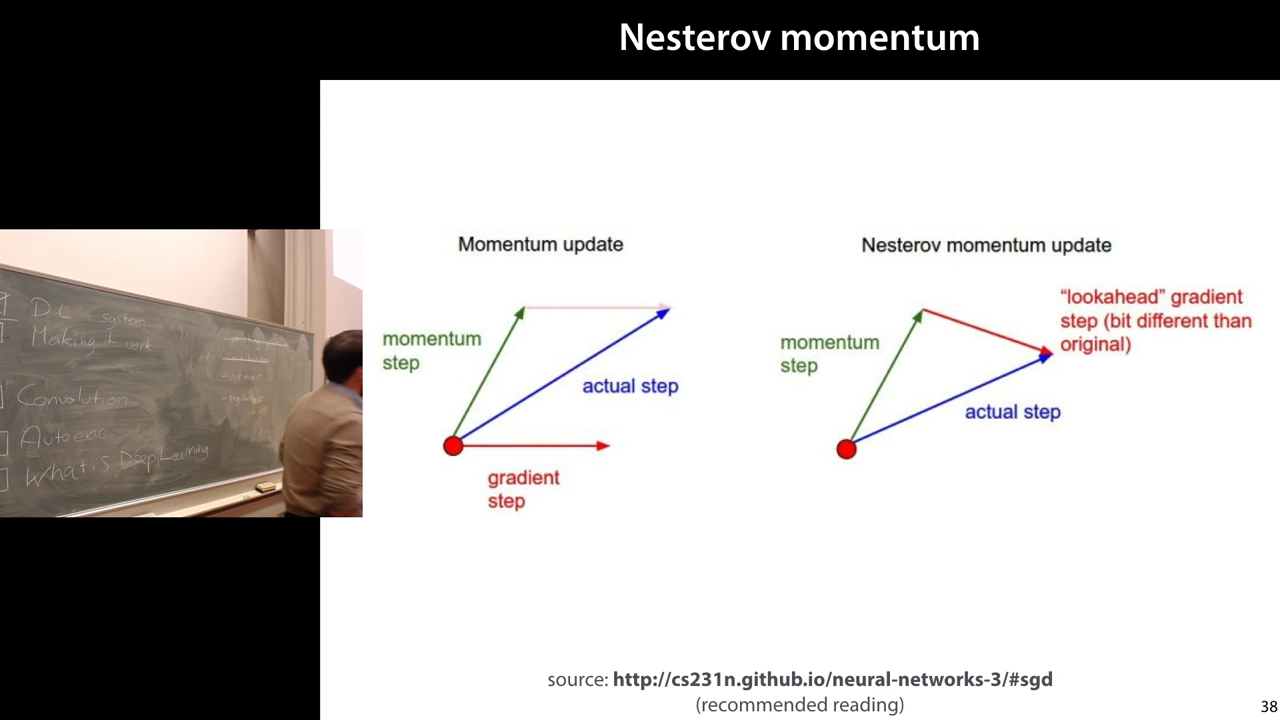 Nesterov momentum
Momentum update
momentum
step
actual step
gradient
step
Nesterov momentum update
momentum
step
"lookahead" gradient
step (bit different than
original)
actual step
source: http://cs231n.github.io/neural-networks-3/#sgd
(recommended reading)
38
DL system
Making it work
Convolution
What is Deep Learning